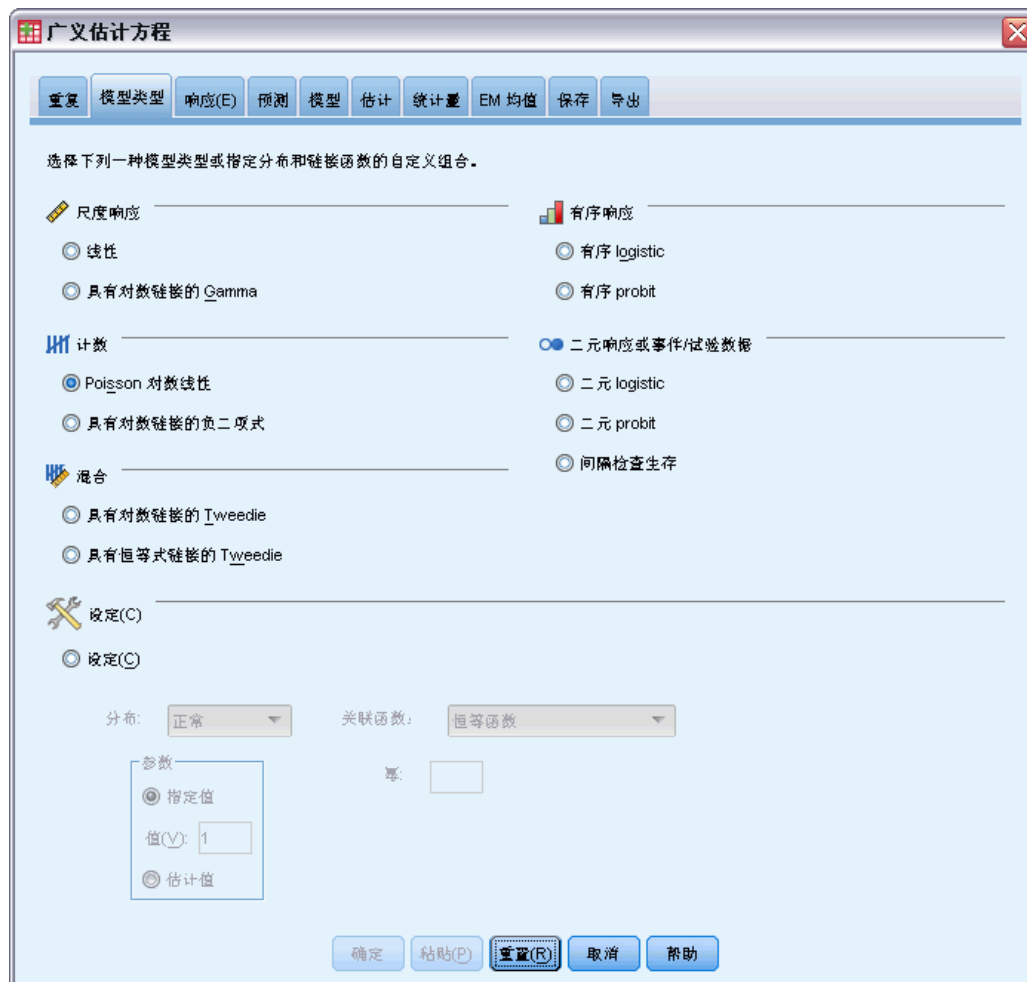 广义估计方程
重复 模型类型 响应(E) 预测 模型 估计 统计量 EM 均值 保存 导出
选择下列一种模型类型或指定分布和链接函数的自定义组合。
尺度响应
线性
具有对数链接的 Gamma
计数
Poisson 对数线性
具有对数链接的负二项式
混合
具有对数链接的 Tweedie
具有恒等式链接的 Tweedie
有序响应
有序 logistic
有序 probit
二元响应或事件/试验数据
二元 logistic
二元 probit
间隔检查生存
设定(C)
设定(C)
分布: 正常 关联函数: 恒等函数
参数
指定值
值(V): 1
估计值
幂:
确定 粘贴(P) 重置(R) 取消 帮助